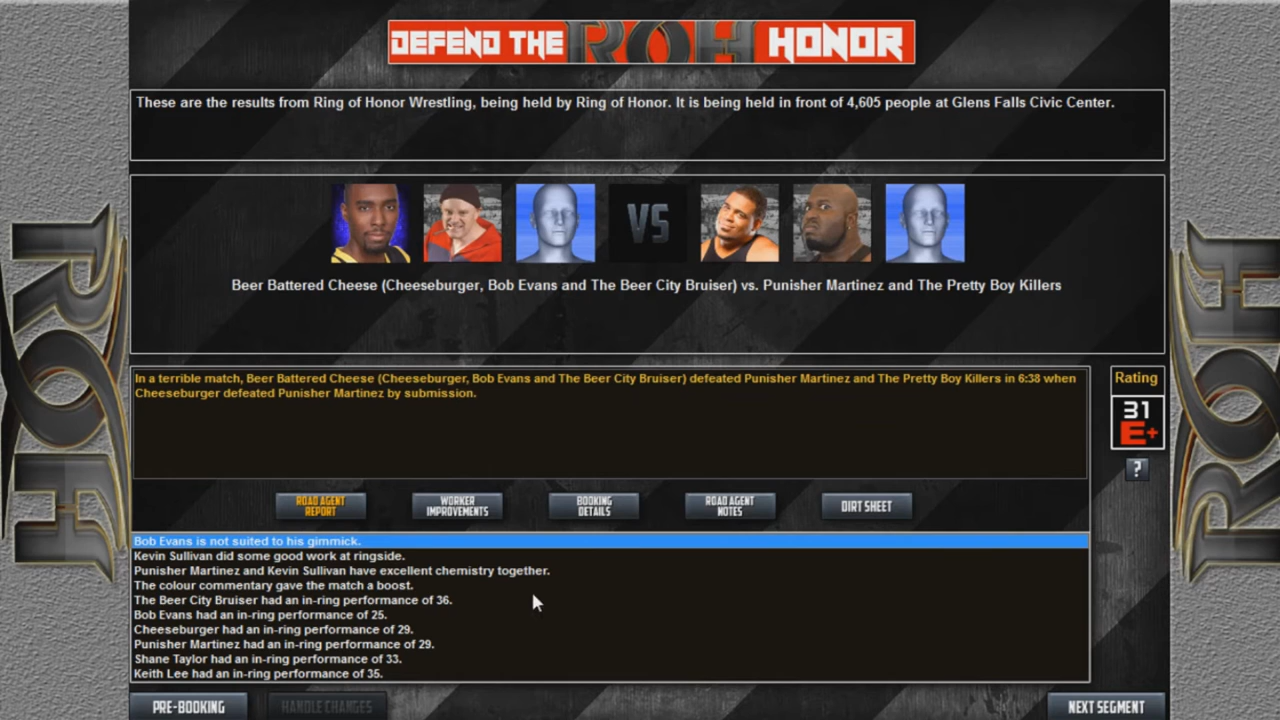 DEFEND THE ROH HONOR
These are the results from Ring of Honor Wrestling, being held by Ring of Honor. It is being held in front of 4,605 people at Glens Falls Civic Center.
VS
Beer Battered Cheese (Cheeseburger, Bob Evans and The Beer City Bruiser) vs. Punisher Martinez and The Pretty Boy Killers
In a terrible match, Beer Battered Cheese (Cheeseburger, Bob Evans and The Beer City Bruiser) defeated Punisher Martinez and The Pretty Boy Killers in 6:38 when
Cheeseburger defeated Punisher Martinez by submission.
Rating
31
E+
?
ROAD AGENT
REPORT
WORKER
IMPROVEMENTS
BOOKING
DETAILS
ROAD AGENT
NOTES
DIRT SHEET
Bob Evans is not suited to his gimmick.
Kevin Sullivan did some good work at ringside.
Punisher Martinez and Kevin Sullivan have excellent chemistry together.
The colour commentary gave the match a boost.
The Beer City Bruiser had an in-ring performance of 36.
Bob Evans had an in-ring performance of 25.
Cheeseburger had an in-ring performance of 29.
Punisher Martinez had an in-ring performance of 29.
Shane Taylor had an in-ring performance of 33.
Keith Lee had an in-ring performance of 35.
PRE-BOOKING
HANDLE CHANGES
NEXT SEGMENT
ROH
ROH